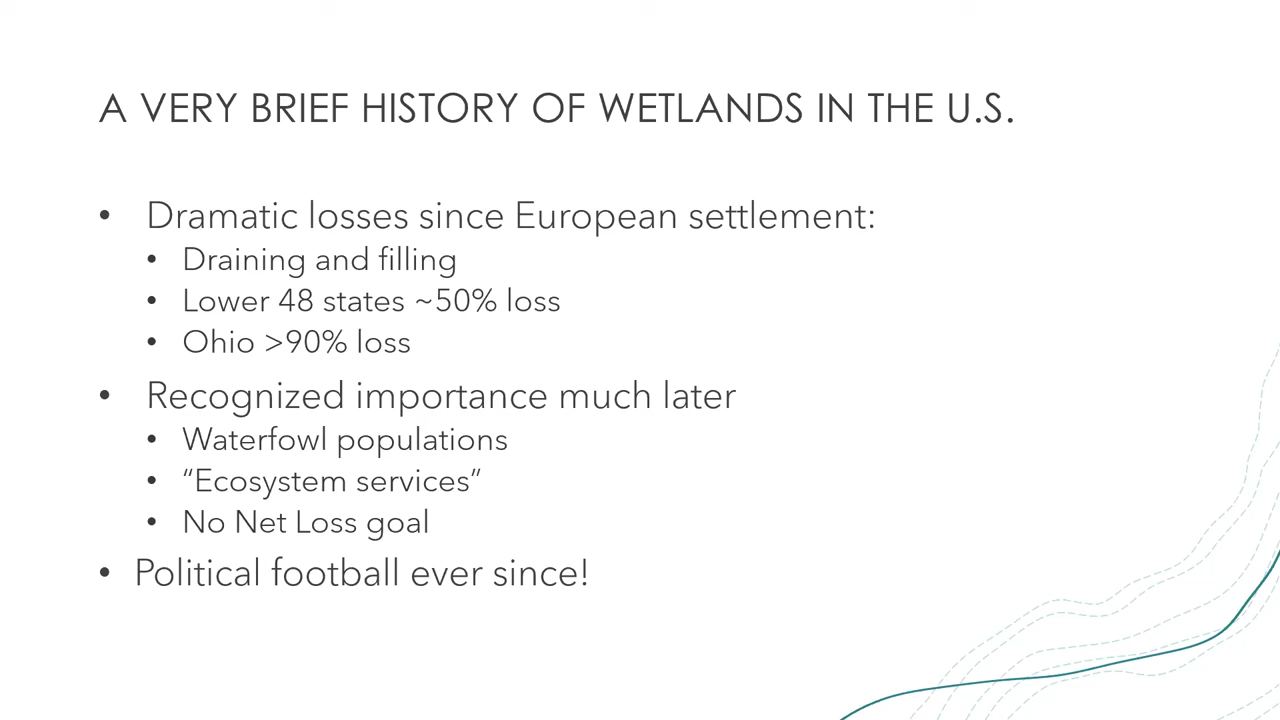 A VERY BRIEF HISTORY OF WETLANDS IN THE U.S.
• Dramatic losses since European settlement:
• Draining and filling
• Lower 48 states ~50% loss
• Ohio >90% loss
• Recognized importance much later
• Waterfowl populations
• “Ecosystem services”
• No Net Loss goal
• Political football ever since!